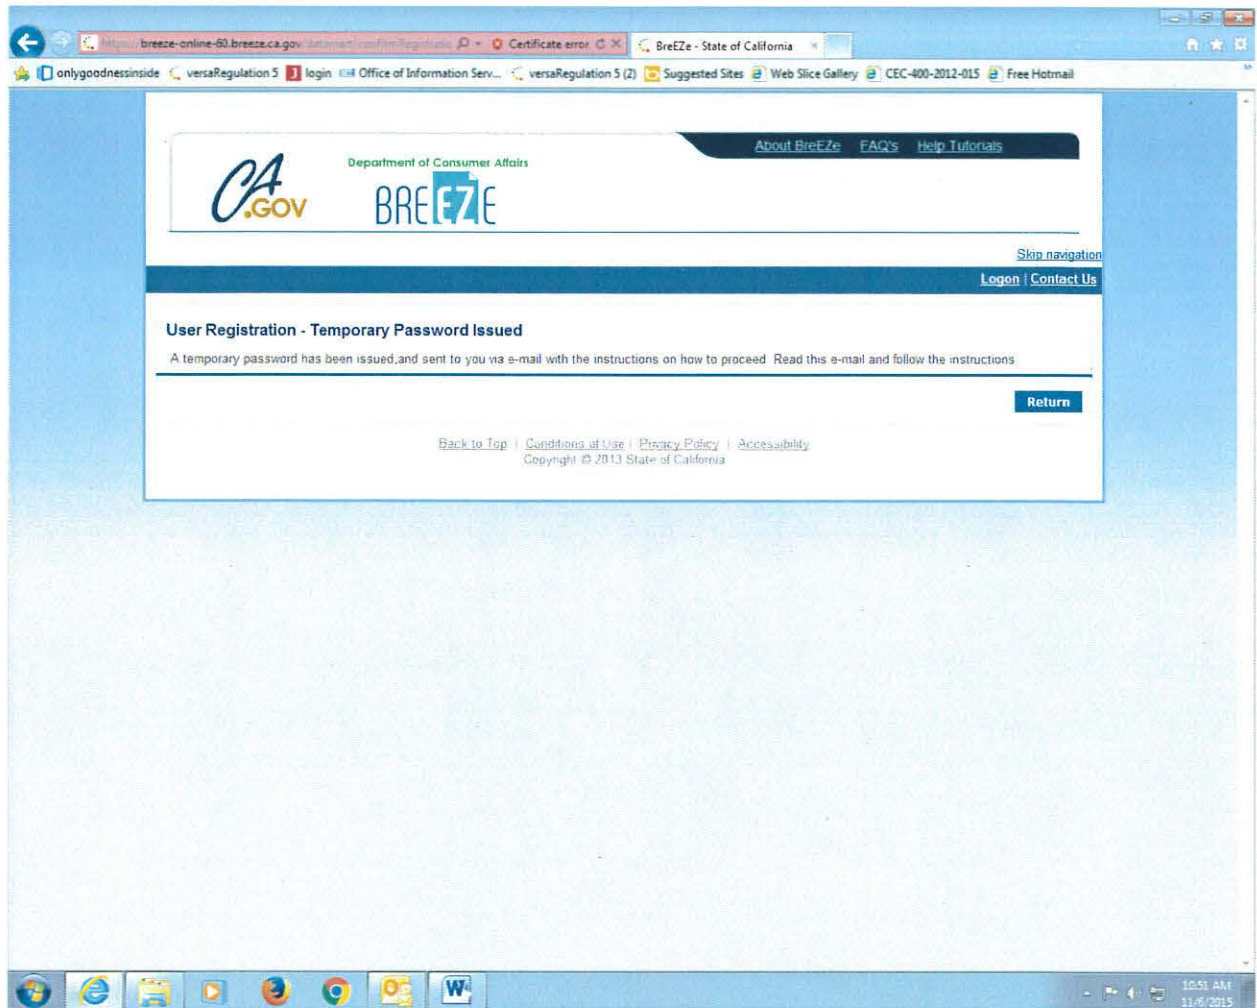 https://breeze-online-60.breeze.ca.gov/datamart/confirmRegistratic Certificate error BreEZe - State of California
onlygoodnessinside versaRegulation 5 login Office of Information Serv... versaRegulation 5 (2) Suggested Sites Web Slice Gallery CEC-400-2012-015 Free Hotmail
About BreEZe FAQ's Help Tutorials
CA.GOV
Department of Consumer Affairs
BREEZE
Skip navigation
Logon | Contact Us
User Registration - Temporary Password Issued
A temporary password has been issued,and sent to you via e-mail with the instructions on how to proceed Read this e-mail and follow the instructions
Return
Back to Top | Conditions of Use | Privacy Policy | Accessibility
Copyright © 2013 State of California
10:51 AM
11/6/2015